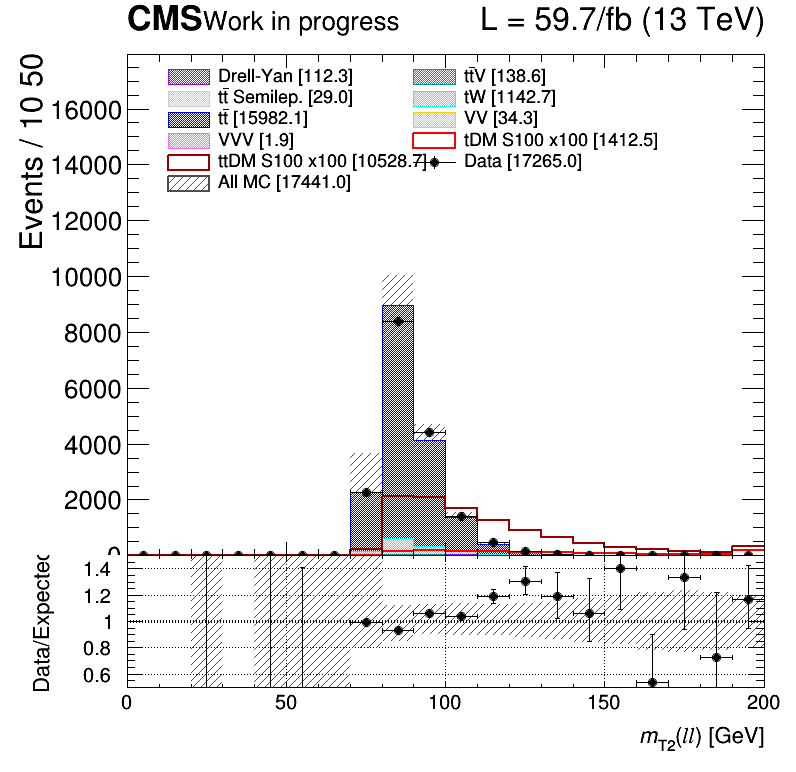 CMS Work in progress L = 59.7/fb (13 TeV)
Events / 10 50
Drell-Yan [112.3] tt̄V [138.6]
tt̄ Semilep. [29.0] tW [1142.7]
tt̄ [15982.1] VV [34.3]
VVV [1.9] tDM S100 x100 [1412.5]
ttDM S100 x100 [10528.7] Data [17265.0]
All MC [17441.0]
16000
14000
12000
10000
8000
6000
4000
2000
0
Data/Expected
1.4
1.2
1
0.8
0.6
0 50 100 150 200
m_T2(ll) [GeV]